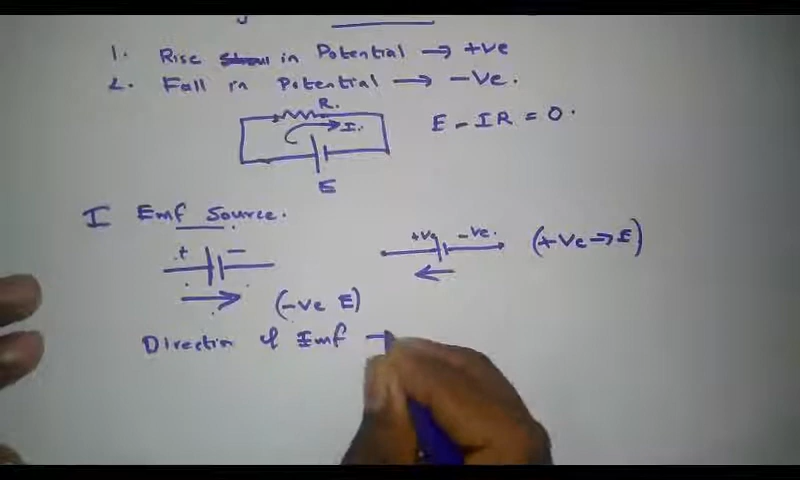 1. Rise in Potential → +ve
2. Fall in Potential → -Ve.
R.
I.
E - IR = 0.
E
I Emf Source.
+ -
+Ve -Ve. (+Ve → E)
(-ve E)
Direction of Emf →